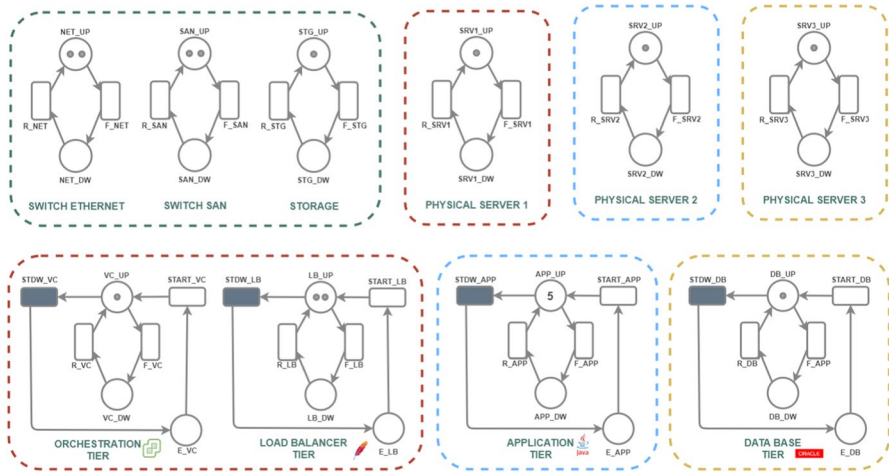 NET_UP
R_NET
F_NET
NET_DW
SWITCH ETHERNET
SAN_UP
R_SAN
F_SAN
SAN_DW
SWITCH SAN
STG_UP
R_STG
F_STG
STG_DW
STORAGE
SRV1_UP
R_SRV1
F_SRV1
SRV1_DW
PHYSICAL SERVER 1
SRV2_UP
R_SRV2
F_SRV2
SRV2_DW
PHYSICAL SERVER 2
SRV3_UP
R_SRV3
F_SRV3
SRV3_DW
PHYSICAL SERVER 3
STDW_VC
VC_UP
START_VC
R_VC
F_VC
VC_DW
E_VC
ORCHESTRATION
TIER
STDW_LB
LB_UP
START_LB
R_LB
F_LB
LB_DW
E_LB
LOAD BALANCER
TIER
STDW_APP
APP_UP
START_APP
5
R_APP
F_APP
APP_DW
E_APP
APPLICATION
TIER
Java
STDW_DB
DB_UP
START_DB
R_DB
F_APP
DB_DW
E_DB
DATA BASE
TIER
ORACLE